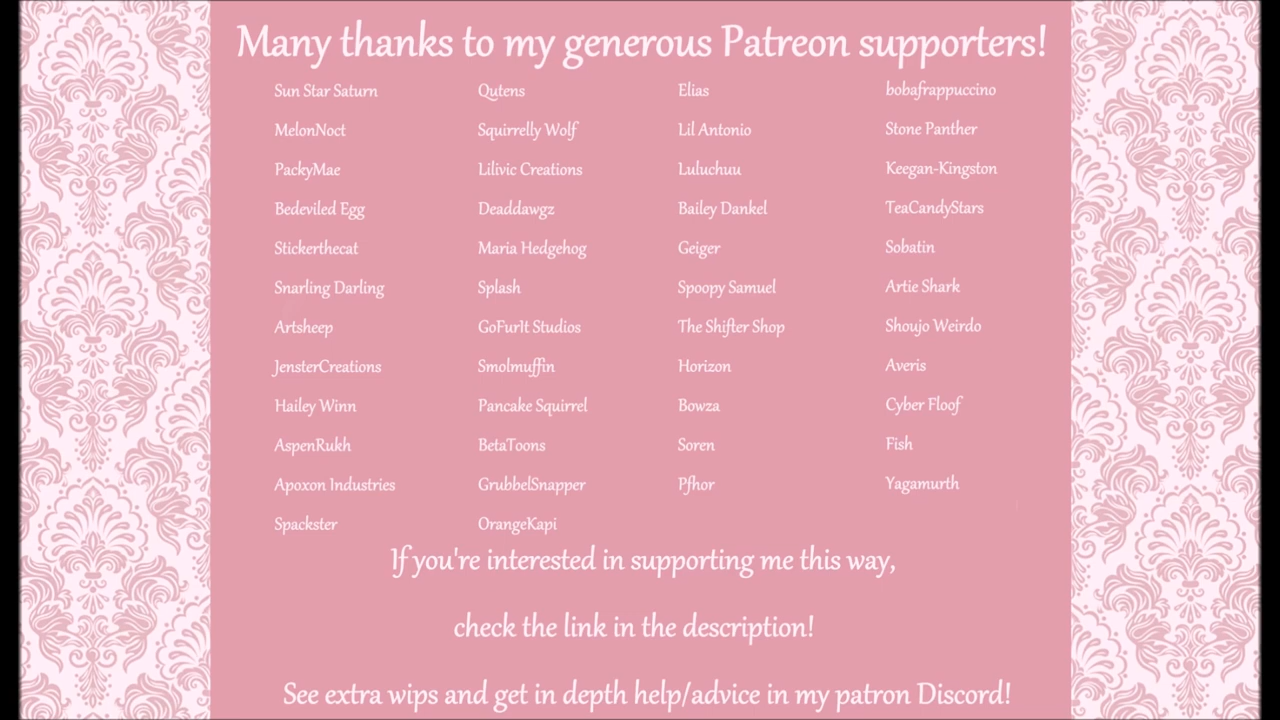 Many thanks to my generous Patreon supporters!
Sun Star Saturn
MelonNoct
PackyMae
Bedeviled Egg
Stickerthecat
Snarling Darling
Artsheep
JensterCreations
Hailey Winn
AspenRukh
Apoxon Industries
Spackster
Qutens
Squirrelly Wolf
Lilivic Creations
Deaddawgz
Maria Hedgehog
Splash
GoFurIt Studios
Smolmuffin
Pancake Squirrel
BetaToons
GrubbelSnapper
OrangeKapi
Elias
Lil Antonio
Luluchuu
Bailey Dankel
Geiger
Spoopy Samuel
The Shifter Shop
Horizon
Bowza
Soren
Pfhor
bobafrappuccino
Stone Panther
Keegan-Kingston
TeaCandyStars
Sobatin
Artie Shark
Shoujo Weirdo
Averis
Cyber Floof
Fish
Yagamurth
If you're interested in supporting me this way,
check the link in the description!
See extra wips and get in depth help/advice in my patron Discord!